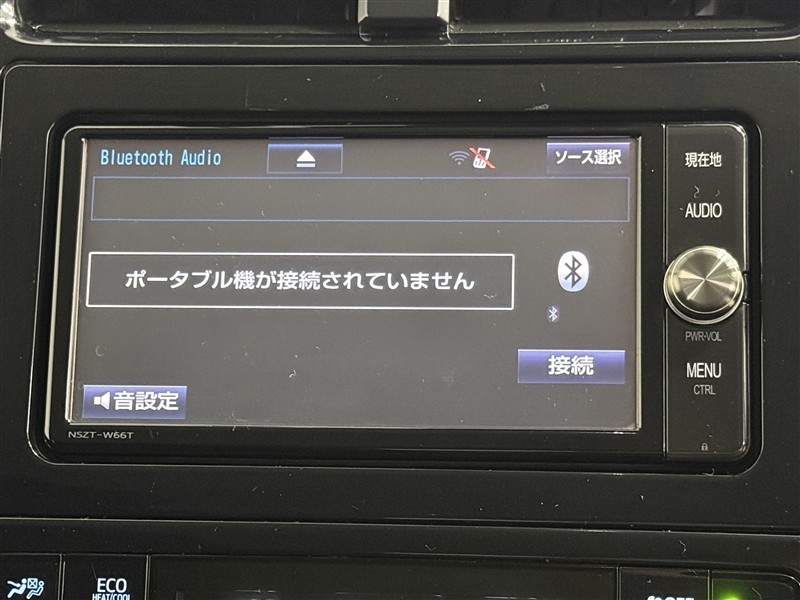 Bluetooth Audio
ソース選択
ポータブル機が接続されていません
接続
音設定
NSZT-W66T
現在地
AUDIO
PWR-VOL
MENU
CTRL
ECO
HEAT/COOL